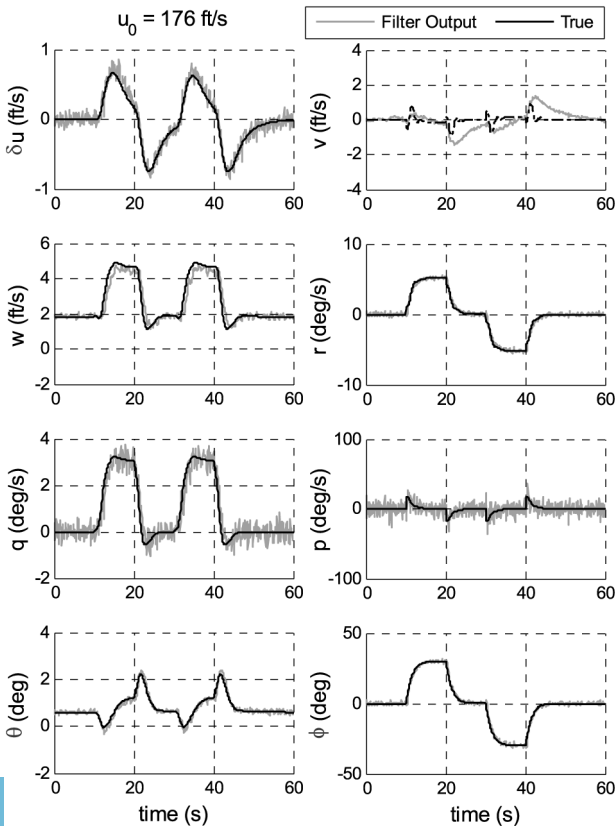 u₀ = 176 ft/s
Filter Output True
1
0
-1
0 20 40 60
δu (ft/s)
4
2
0
-2
-4
0 20 40 60
v (ft/s)
6
4
2
0
-2
0 20 40 60
w (ft/s)
10
0
-10
0 20 40 60
r (deg/s)
4
2
0
-2
0 20 40 60
q (deg/s)
100
0
-100
0 20 40 60
p (deg/s)
4
2
0
-2
0 20 40 60
θ (deg)
time (s)
50
0
-50
0 20 40 60
ϕ (deg)
time (s)